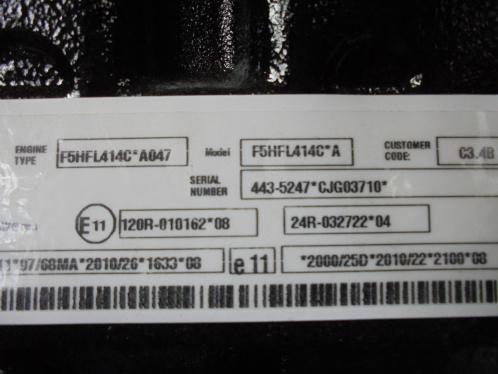 ENGINE TYPE F5HFL414C*A047 Model F5HFL414C*A CUSTOMER CODE: C3.4B
SERIAL NUMBER 443-5247*CJG03710*
E11 120R-010162*08 24R-032722*04
1*97/68MA*2010/26*1633*08 e 11 *2000/25D*2010/22*2100*08